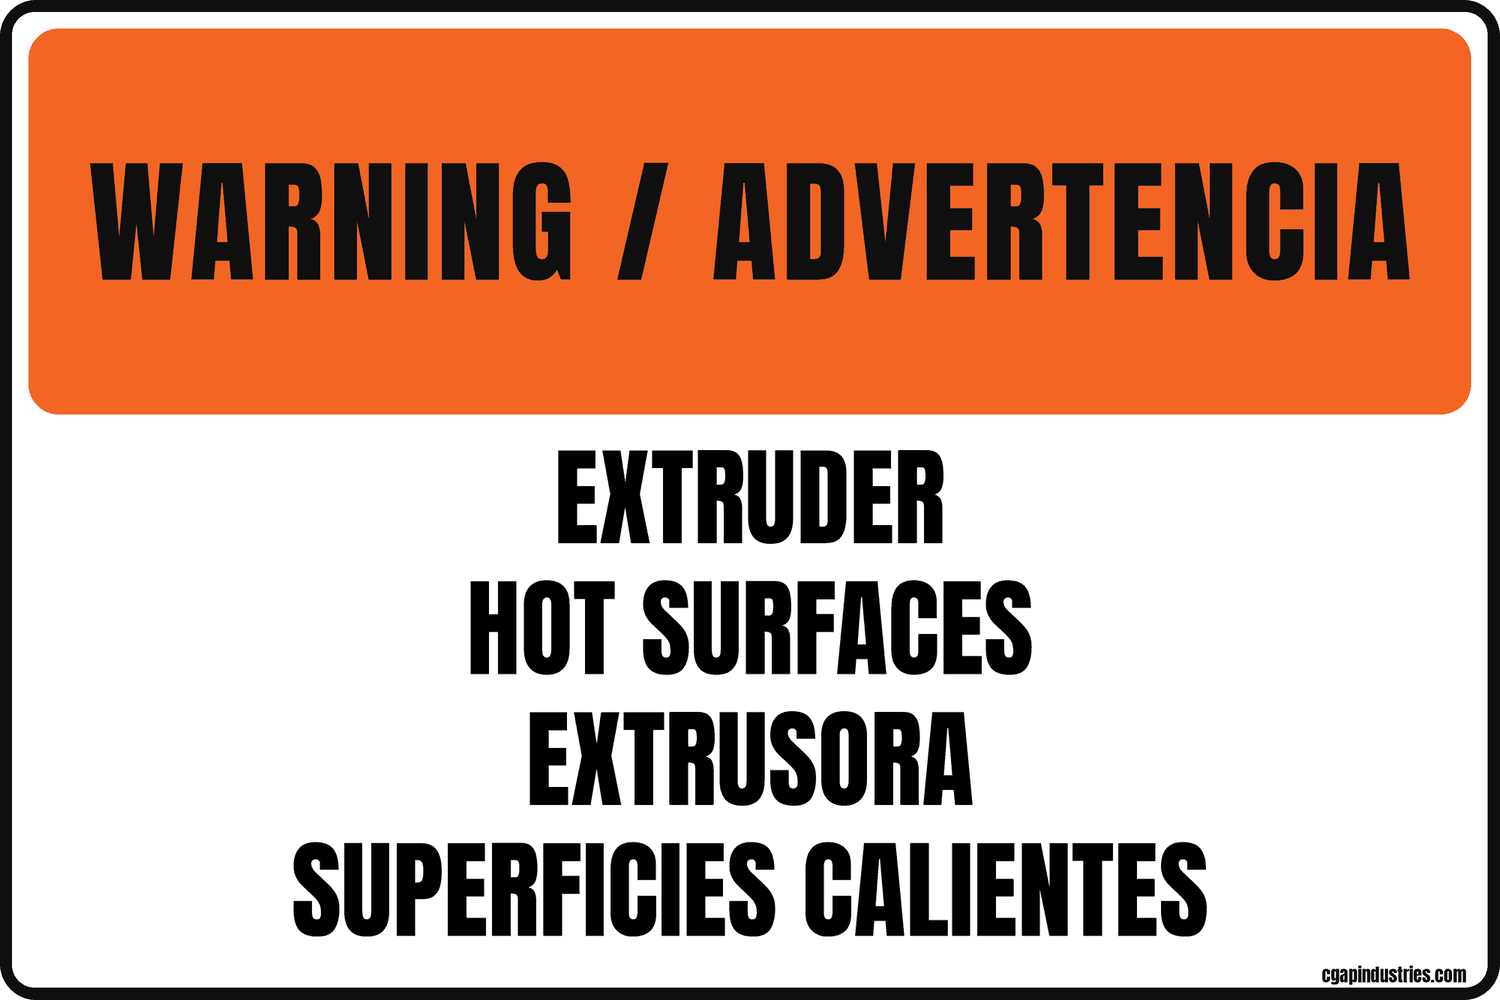 WARNING / ADVERTENCIA
EXTRUDER
HOT SURFACES
EXTRUSORA
SUPERFICIES CALIENTES
cgapindustries.com